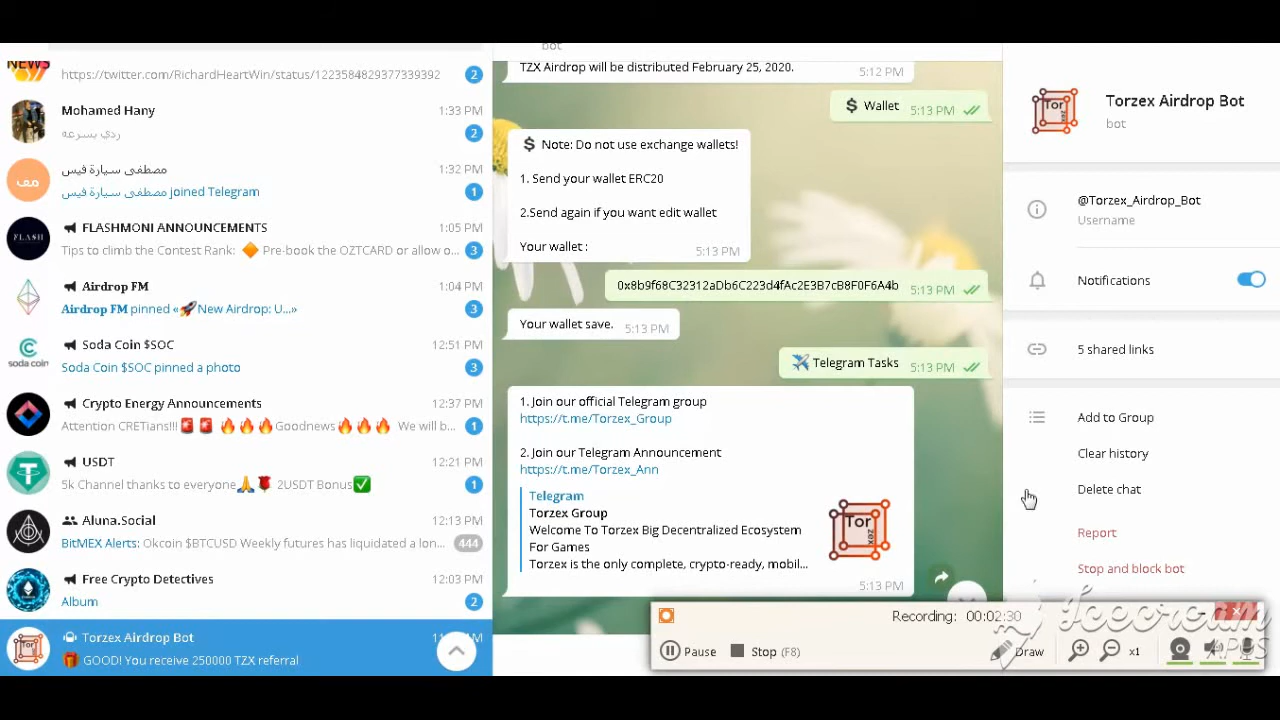 NEWS
https://twitter.com/RichardHeartWin/status/1223584829377339392
2
Mohamed Hany
1:33 PM
ردي بسرعه
2
مف
مصطفى سيارة فيس
1:32 PM
مصطفى سيارة فيس joined Telegram
1
FLASH
FLASHMONI ANNOUNCEMENTS
1:05 PM
Tips to climb the Contest Rank: 🔶 Pre-book the OZTCARD or allow o...
3
Airdrop FM
1:04 PM
Airdrop FM pinned «🚀New Airdrop: U...»
3
soda coin
Soda Coin $SOC
12:51 PM
Soda Coin $SOC pinned a photo
3
Crypto Energy Announcements
12:37 PM
Attention CRETians!!!🚨🚨 🔥🔥🔥Goodnews🔥🔥🔥 We will b...
1
USDT
12:21 PM
5k Channel thanks to everyone🙏🌹 2USDT Bonus✅
1
Aluna.Social
12:13 PM
BitMEX Alerts: Okcoin $BTCUSD Weekly futures has liquidated a lon...
444
Free Crypto Detectives
12:03 PM
Album
2
Tor
Torzex Airdrop Bot
🎁 GOOD! You receive 250000 TZX referral
bot
TZX Airdrop will be distributed February 25, 2020.
5:12 PM
💲 Wallet 5:13 PM
💲 Note: Do not use exchange wallets!
1. Send your wallet ERC20
2.Send again if you want edit wallet
Your wallet :
5:13 PM
0x8b9f68C32312aDb6C223d4fAc2E3B7cB8F0F6A4b 5:13 PM
Your wallet save. 5:13 PM
✈️ Telegram Tasks 5:13 PM
1. Join our official Telegram group
https://t.me/Torzex_Group
2. Join our Telegram Announcement
https://t.me/Torzex_Ann
Telegram
Torzex Group
Welcome To Torzex Big Decentralized Ecosystem
For Games
Torzex is the only complete, crypto-ready, mobil...
Tor
zex
5:13 PM
Tor
zex
Torzex Airdrop Bot
bot
@Torzex_Airdrop_Bot
Username
Notifications
5 shared links
Add to Group
Clear history
Delete chat
Report
Stop and block bot
Recording: 00:02:30
Pause
Stop (F8)
Draw
x1
Icecream
APPS